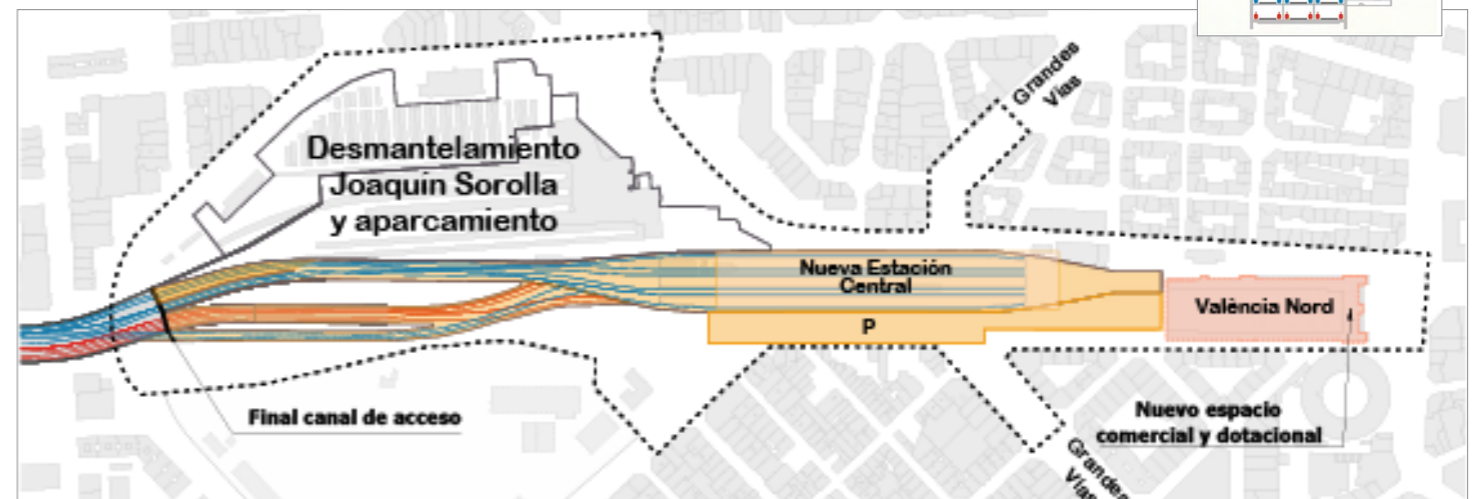 Grandes
Vías
Desmantelamiento
Joaquín Sorolla
y aparcamiento
Nueva Estación
Central
València Nord
P
Final canal de acceso
Nuevo espacio
comercial y dotacional
Grandes
Vías